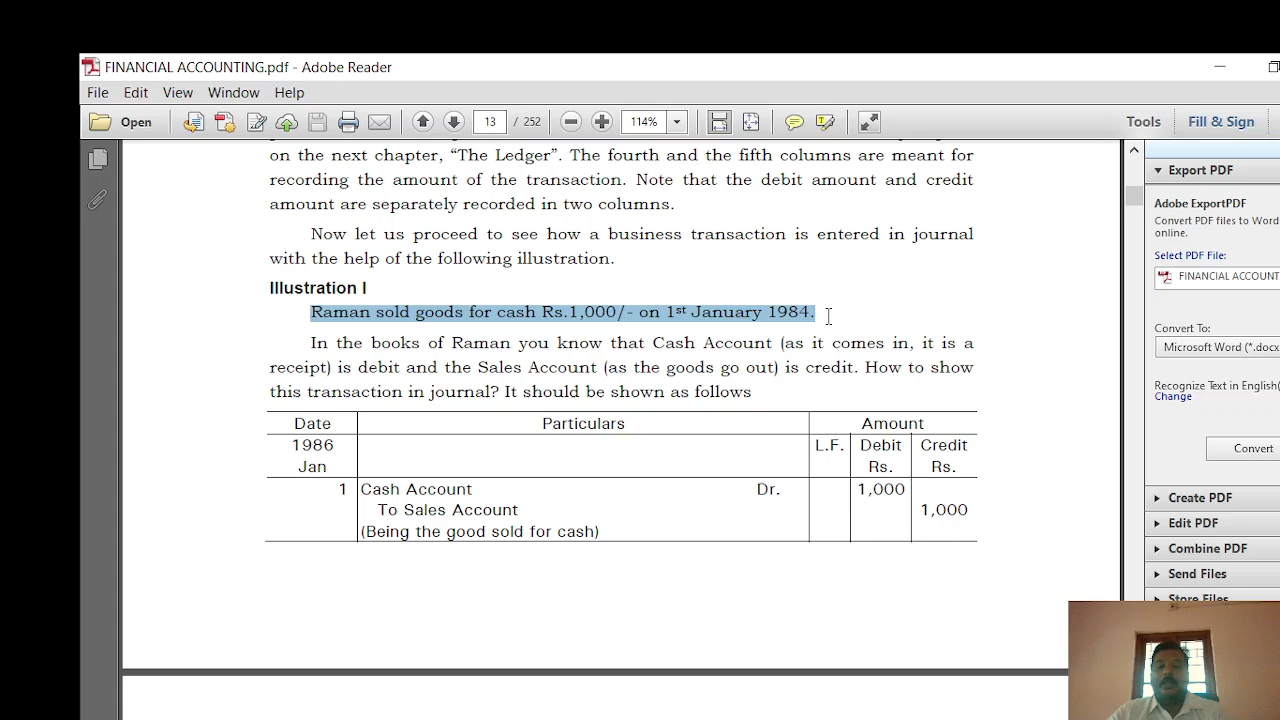 FINANCIAL ACCOUNTING.pdf - Adobe Reader
File Edit View Window Help
Open 13 / 252 114% Tools Fill & Sign
on the next chapter, “The Ledger”. The fourth and the fifth columns are meant for
recording the amount of the transaction. Note that the debit amount and credit
amount are separately recorded in two columns.
Now let us proceed to see how a business transaction is entered in journal
with the help of the following illustration.
Illustration I
Raman sold goods for cash Rs.1,000/- on 1st January 1984.
In the books of Raman you know that Cash Account (as it comes in, it is a
receipt) is debit and the Sales Account (as the goods go out) is credit. How to show
this transaction in journal? It should be shown as follows
Date Particulars Amount
1986 L.F. Debit Credit
Jan Rs. Rs.
1 Cash Account Dr. 1,000
To Sales Account 1,000
(Being the good sold for cash)
Export PDF
Adobe ExportPDF
Convert PDF files to Word
online.
Select PDF File:
FINANCIAL ACCOUNT
Convert To:
Microsoft Word (*.docx
Recognize Text in English(
Change
Convert
Create PDF
Edit PDF
Combine PDF
Send Files
Store Files